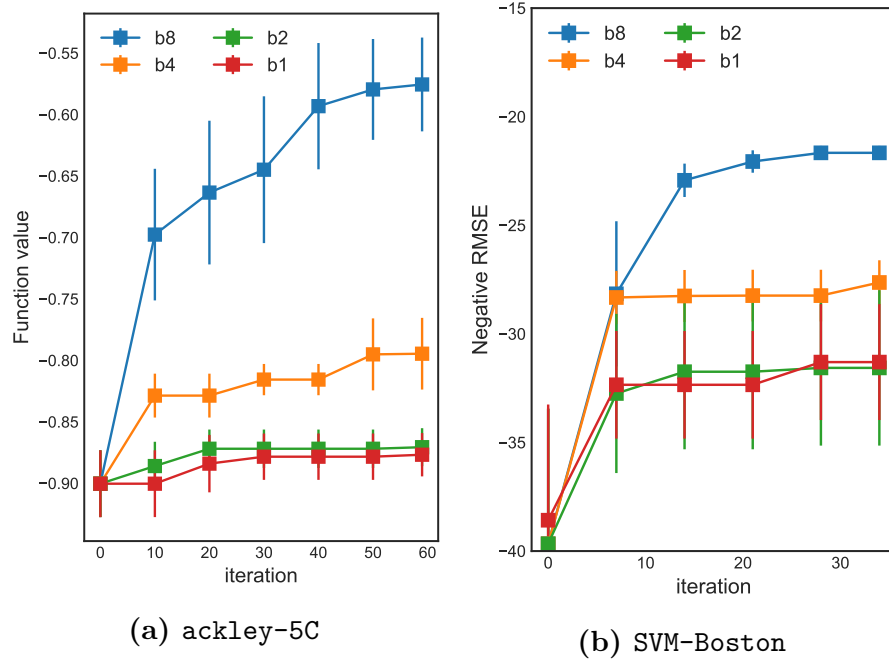 b8 b2
b4 b1
−0.55
−0.60
−0.65
−0.70
−0.75
−0.80
−0.85
−0.90
Function value
0 10 20 30 40 50 60
iteration
(a) ackley-5C
−15
b8 b2
b4 b1
−20
−25
−30
−35
−40
Negative RMSE
0 10 20 30
iteration
(b) SVM-Boston